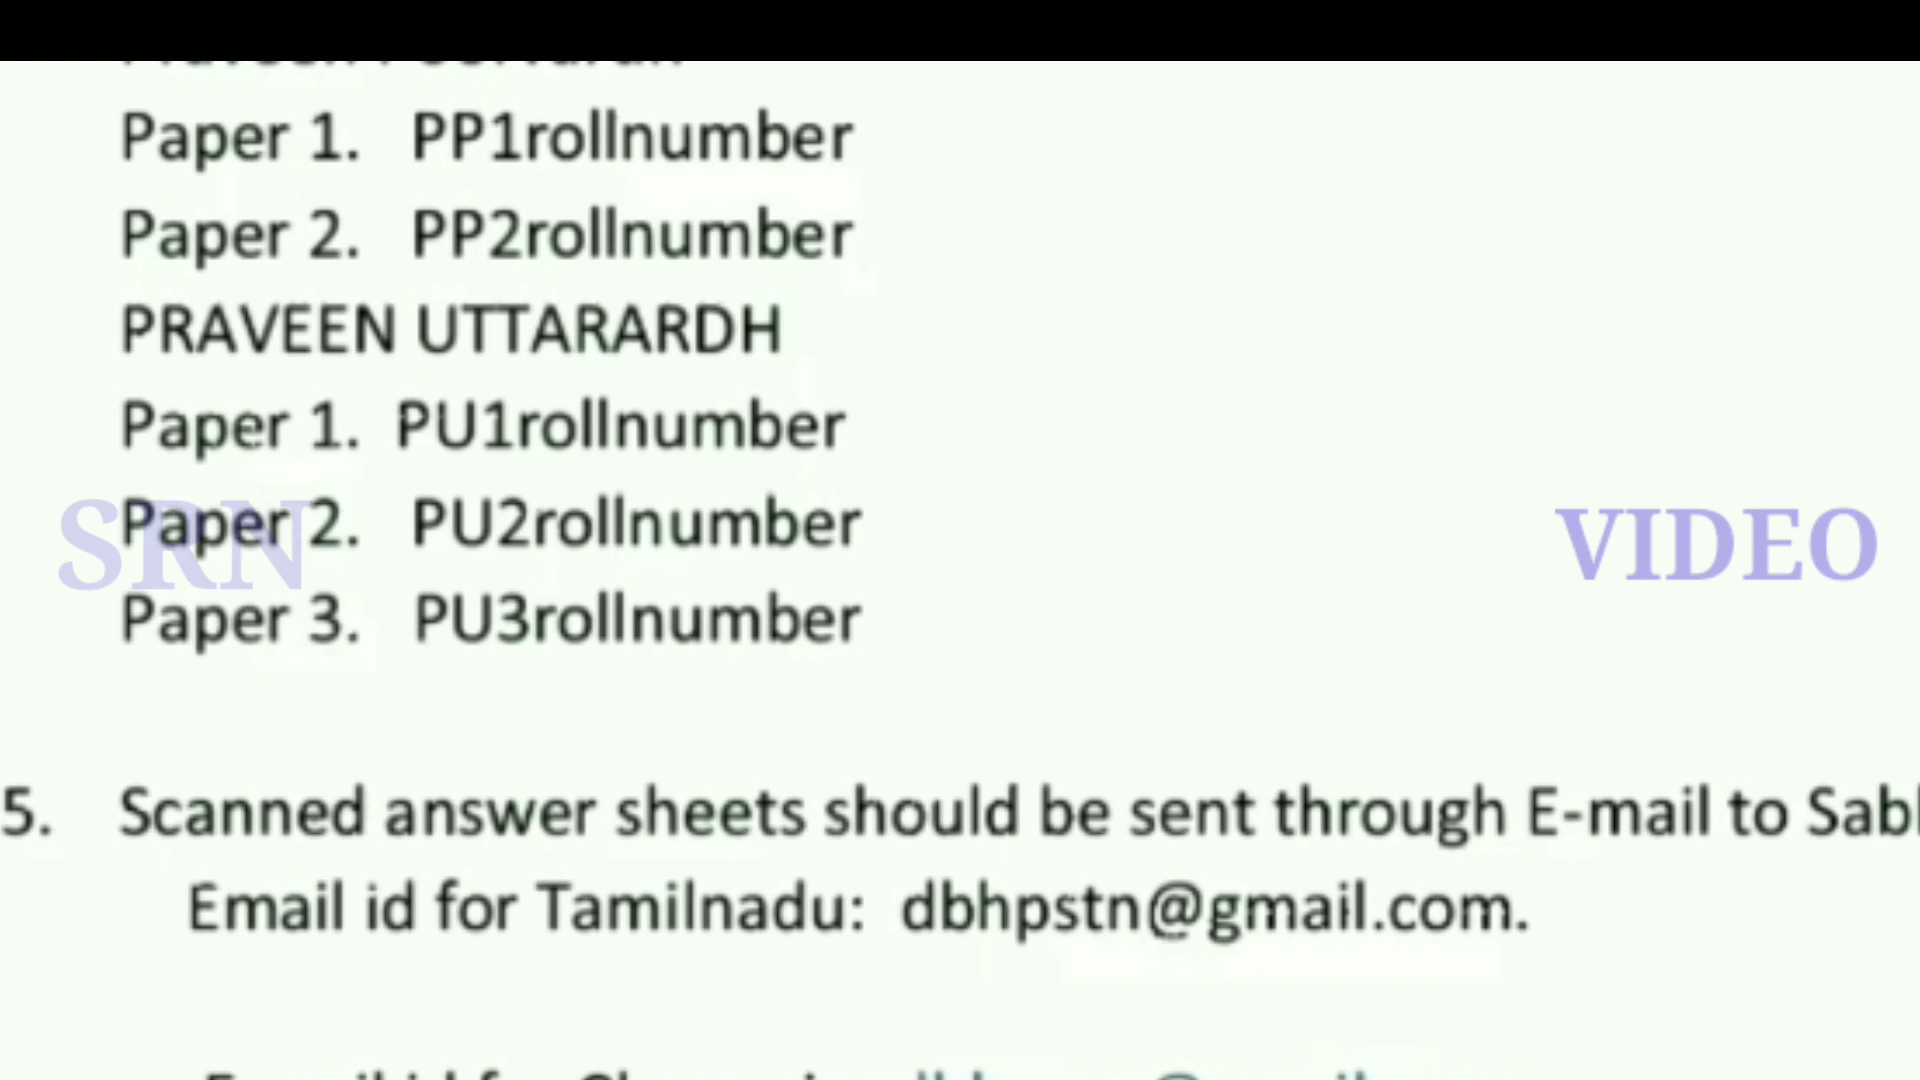 Paper 1. PP1rollnumber
Paper 2. PP2rollnumber
PRAVEEN UTTARARDH
Paper 1. PU1rollnumber
Paper 2. PU2rollnumber
Paper 3. PU3rollnumber
SRN
VIDEO
5. Scanned answer sheets should be sent through E-mail to
Email id for Tamilnadu: dbhpstn@gmail.com.